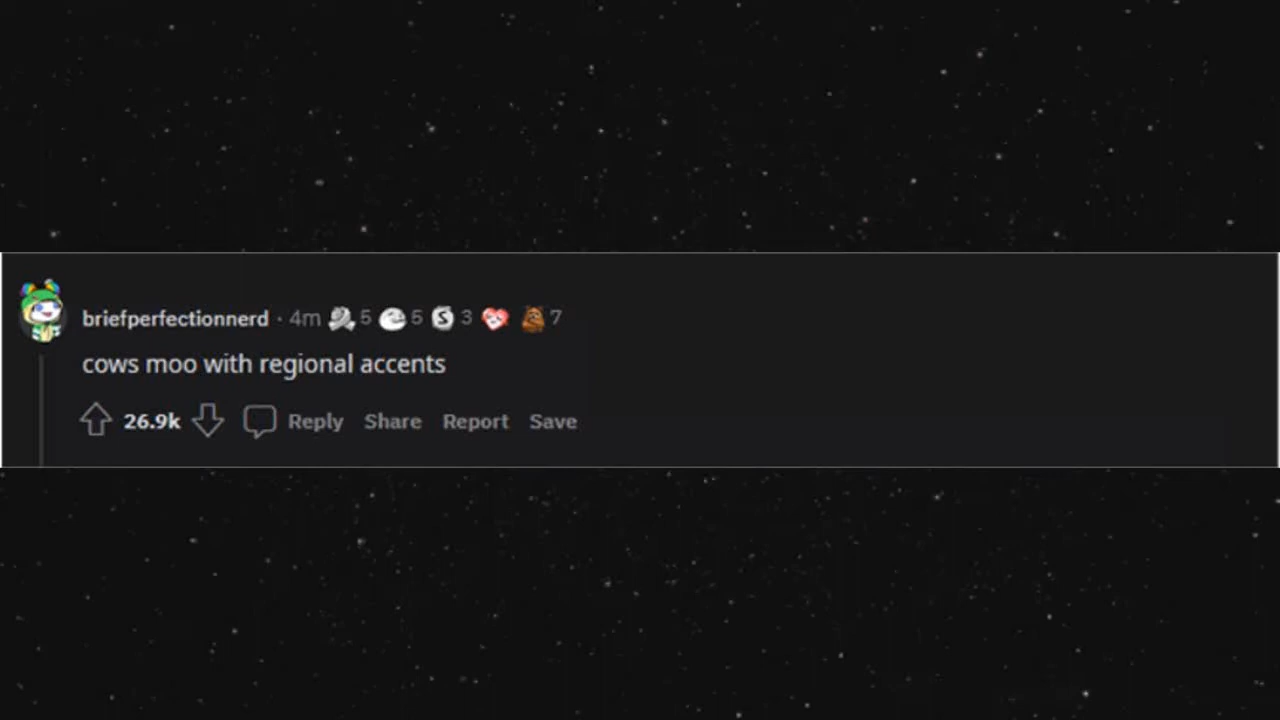 briefperfectionnerd · 4m 5 5 S 3 7
cows moo with regional accents
26.9k Reply Share Report Save